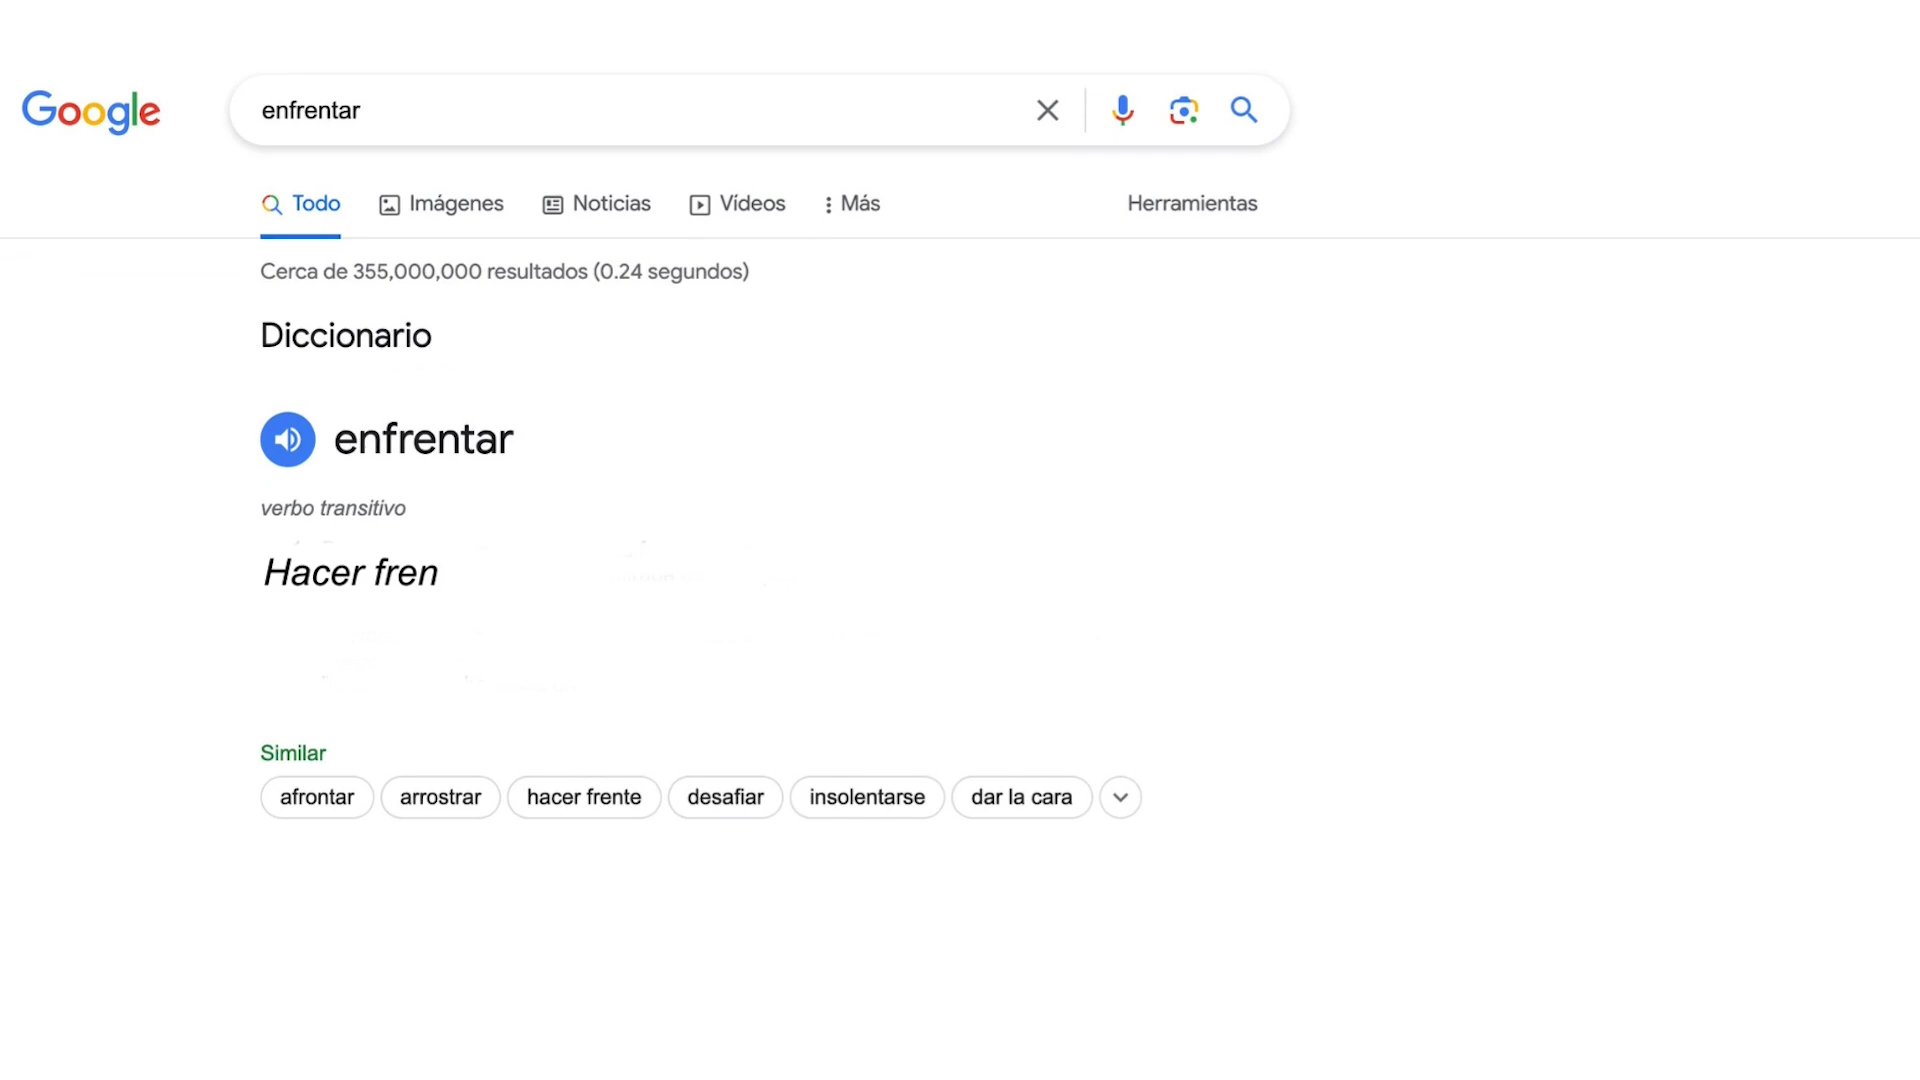 Google
enfrentar
Todo Imágenes Noticias Vídeos Más Herramientas
Cerca de 355,000,000 resultados (0.24 segundos)
Diccionario
enfrentar
verbo transitivo
Hacer fren
Similar
afrontar arrostrar hacer frente desafiar insolentarse dar la cara